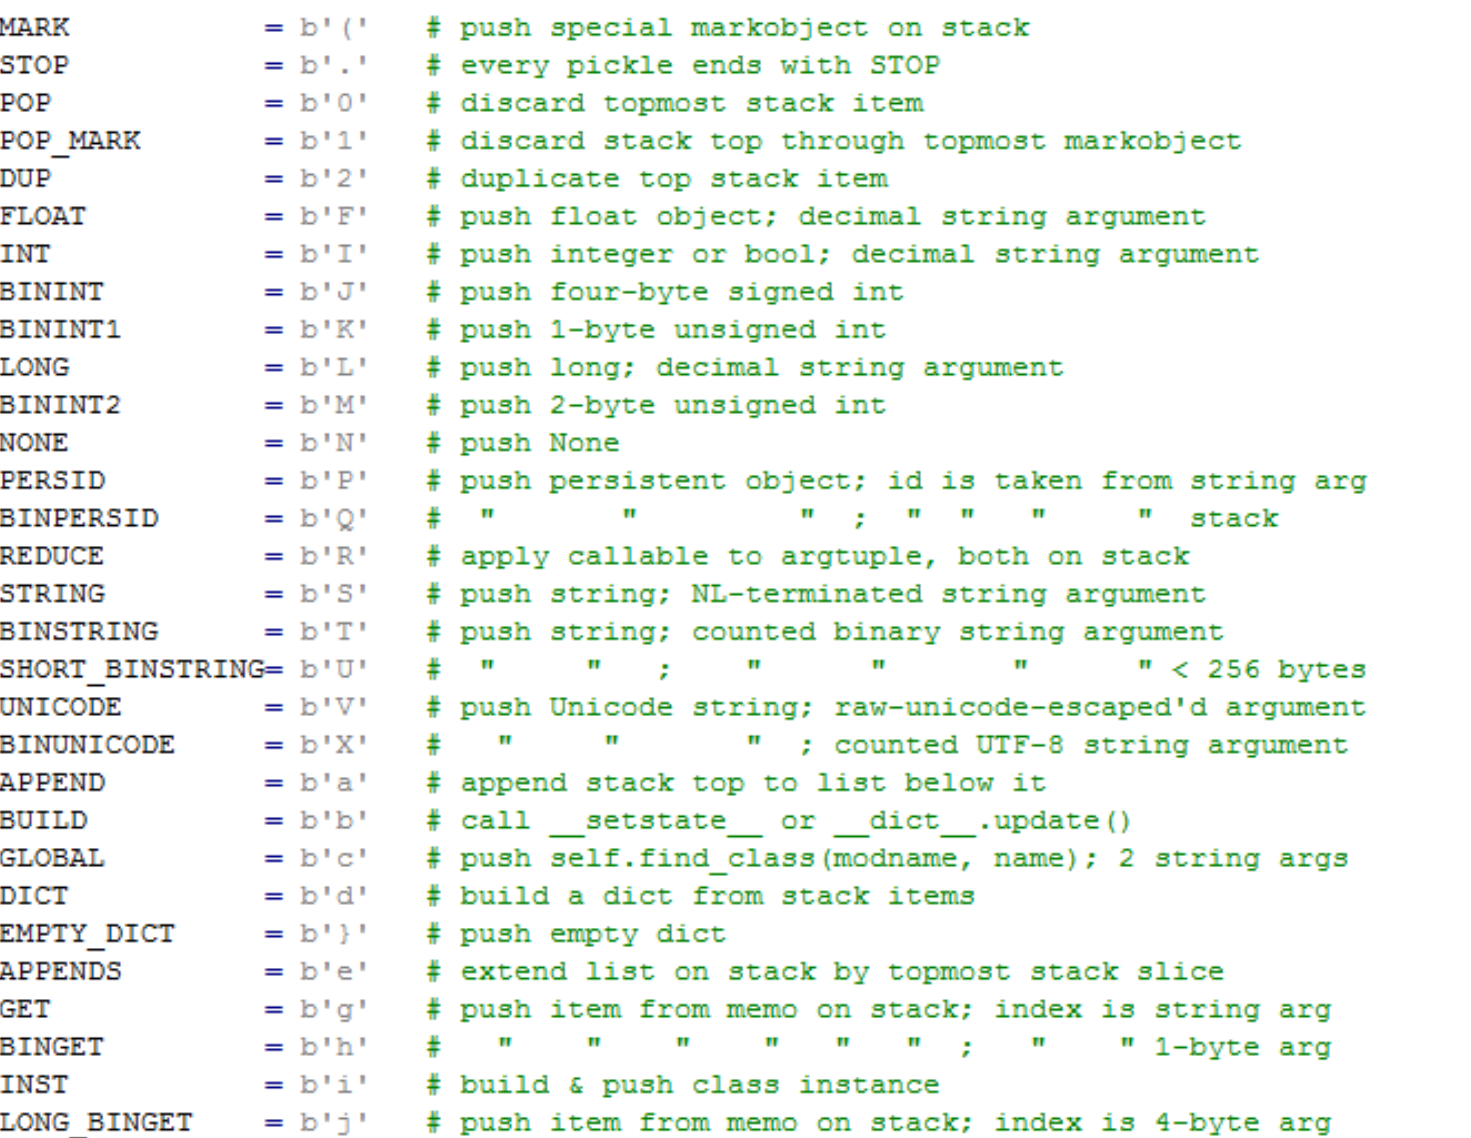 MARK           = b'('   # push special markobject on stack
STOP           = b'.'   # every pickle ends with STOP
POP            = b'0'   # discard topmost stack item
POP_MARK       = b'1'   # discard stack top through topmost markobject
DUP            = b'2'   # duplicate top stack item
FLOAT          = b'F'   # push float object; decimal string argument
INT            = b'I'   # push integer or bool; decimal string argument
BININT         = b'J'   # push four-byte signed int
BININT1        = b'K'   # push 1-byte unsigned int
LONG           = b'L'   # push long; decimal string argument
BININT2        = b'M'   # push 2-byte unsigned int
NONE           = b'N'   # push None
PERSID         = b'P'   # push persistent object; id is taken from string arg
BINPERSID      = b'Q'   #  "       "         "  ;  "  "   "     "  stack
REDUCE         = b'R'   # apply callable to argtuple, both on stack
STRING         = b'S'   # push string; NL-terminated string argument
BINSTRING      = b'T'   # push string; counted binary string argument
SHORT_BINSTRING= b'U'   #  "     "   ;    "      "       "      " < 256 bytes
UNICODE        = b'V'   # push Unicode string; raw-unicode-escaped'd argument
BINUNICODE     = b'X'   #   "     "       "  ; counted UTF-8 string argument
APPEND         = b'a'   # append stack top to list below it
BUILD          = b'b'   # call __setstate__ or __dict__.update()
GLOBAL         = b'c'   # push self.find_class(modname, name); 2 string args
DICT           = b'd'   # build a dict from stack items
EMPTY_DICT     = b'}'   # push empty dict
APPENDS        = b'e'   # extend list on stack by topmost stack slice
GET            = b'g'   # push item from memo on stack; index is string arg
BINGET         = b'h'   #   "    "    "    "   "   "  ;   "    " 1-byte arg
INST           = b'i'   # build & push class instance
LONG_BINGET    = b'j'   # push item from memo on stack; index is 4-byte arg